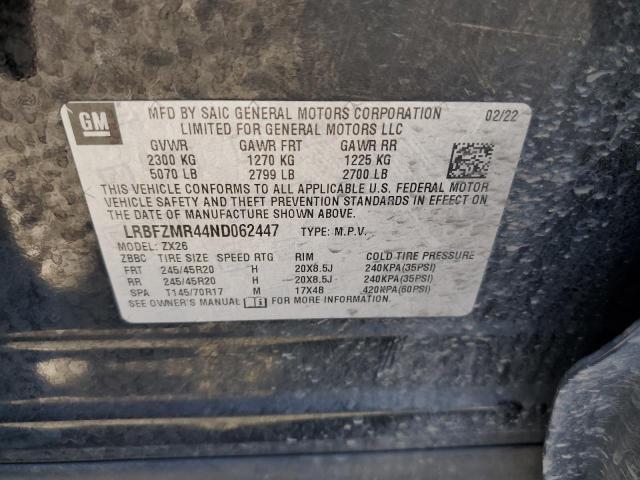 GM MFD BY SAIC GENERAL MOTORS CORPORATION 02/22
LIMITED FOR GENERAL MOTORS LLC
GVWR GAWR FRT GAWR RR
2300 KG 1270 KG 1225 KG
5070 LB 2799 LB 2700 LB
THIS VEHICLE CONFORMS TO ALL APPLICABLE U.S. FEDERAL MOTOR
VEHICLE SAFETY AND THEFT PREVENTION STANDARDS IN EFFECT ON THE
DATE OF MANUFACTURE SHOWN ABOVE.
LRBFZMR44ND062447 TYPE: M.P.V.
MODEL: ZX26
ZBBC TIRE SIZE SPEED RTG RIM COLD TIRE PRESSURE
FRT 245/45R20 H 20X8.5J 240KPA(35PSI)
RR 245/45R20 H 20X8.5J 240KPA(35PSI)
SPA T145/70R17 M 17X4B 420KPA(60PSI)
SEE OWNER'S MANUAL FOR MORE INFORMATION.